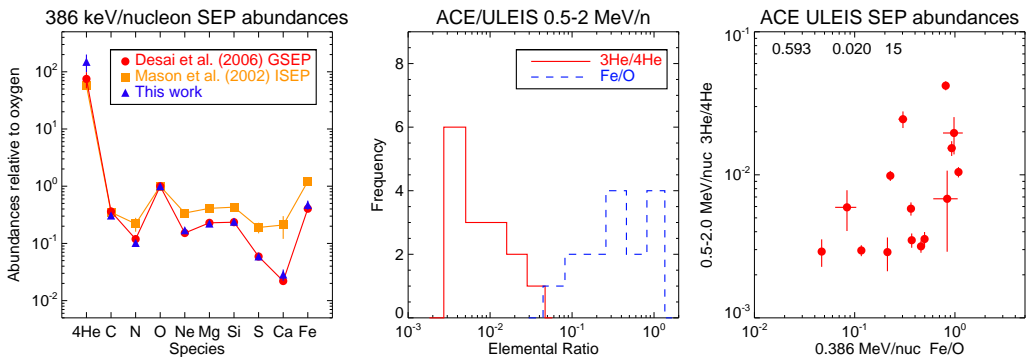 386 keV/nucleon SEP abundances
Abundances relative to oxygen
10²
10¹
10⁰
10⁻¹
10⁻²
Desai et al. (2006) GSEP
Mason et al. (2002) ISEP
This work
4He C N O Ne Mg Si S Ca Fe
Species
ACE/ULEIS 0.5-2 MeV/n
Frequency
8
6
4
2
0
3He/4He
Fe/O
10⁻³ 10⁻² 10⁻¹ 10⁰
Elemental Ratio
ACE ULEIS SEP abundances
0.5-2.0 MeV/nuc 3He/4He
10⁻¹
10⁻²
10⁻³
0.593 0.020 15
10⁻² 10⁻¹ 10⁰
0.386 MeV/nuc Fe/O